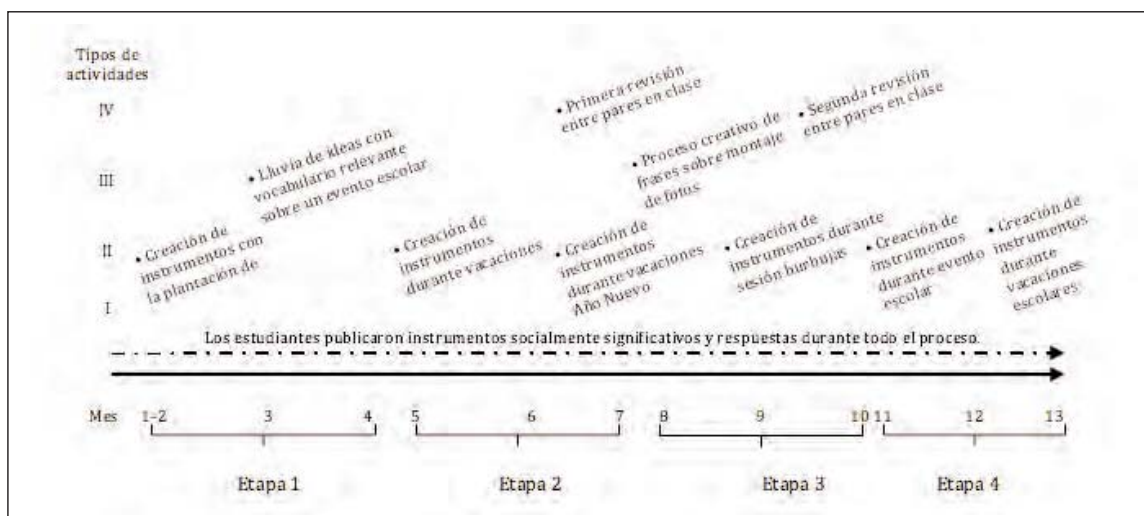 Tipos de
actividades
IV
III
II
I
• Primera revisión
entre pares en clase
• Segunda revisión
entre pares en clase
• Lluvia de ideas con
vocabulario relevante
sobre un evento escolar
• Proceso creativo de
frases sobre montaje
de fotos
• Creación de
instrumentos con
la plantación de
• Creación de
instrumentos
durante vacaciones
• Creación de
instrumentos
durante vacaciones
Año Nuevo
• Creación de
instrumentos durante
sesión burbujas
• Creación de
instrumentos
durante evento
escolar
• Creación de
instrumentos
durante
vacaciones
escolares
Los estudiantes publicaron instrumentos socialmente significativos y respuestas durante todo el proceso.
Mes 1-2 3 4 5 6 7 8 9 10 11 12 13
Etapa 1 Etapa 2 Etapa 3 Etapa 4